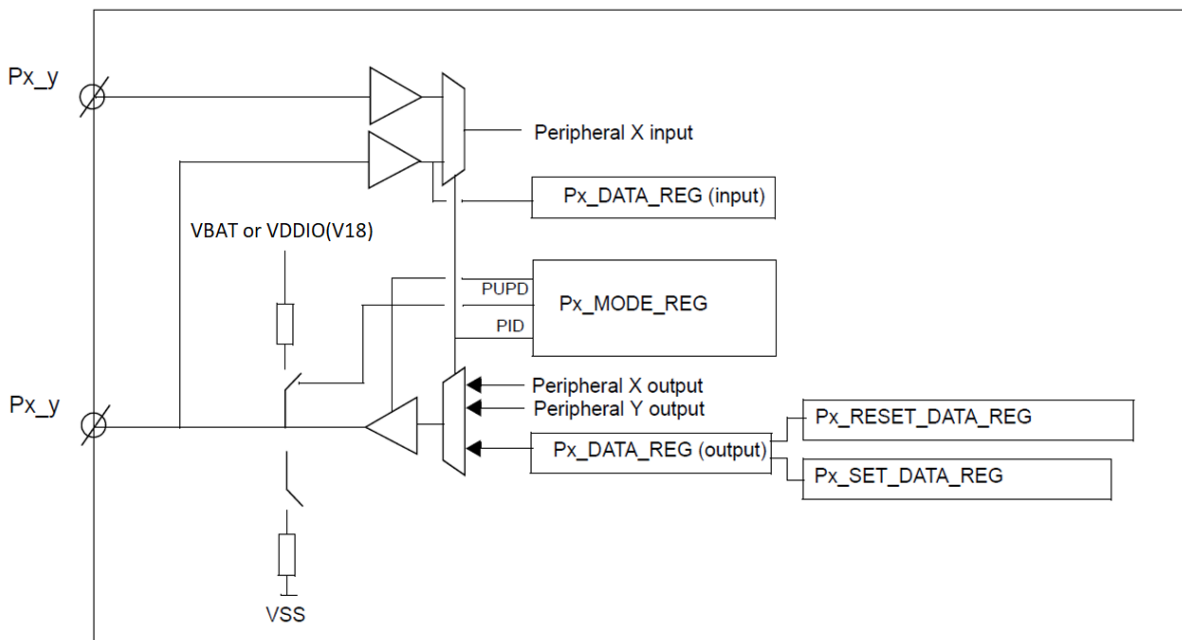 Px_y
Peripheral X input
Px_DATA_REG (input)
VBAT or VDDIO(V18)
PUPD
Px_MODE_REG
PID
Peripheral X output
Px_y
Peripheral Y output
Px_RESET_DATA_REG
Px_DATA_REG (output)
Px_SET_DATA_REG
VSS